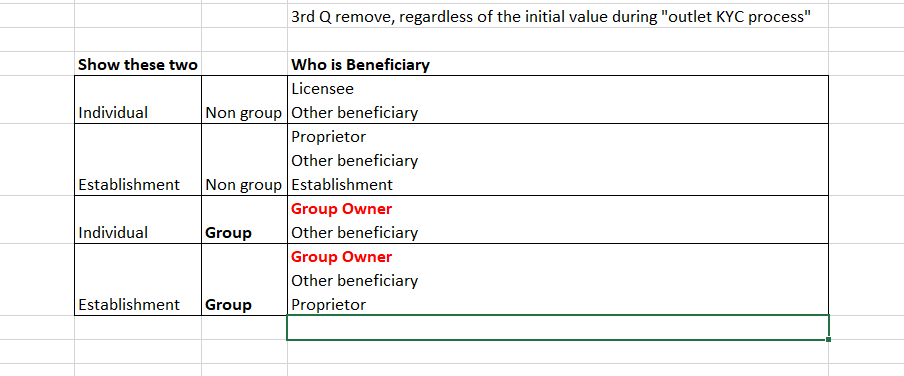 3rd Q remove, regardless of the initial value during "outlet KYC process"
Show these two Who is Beneficiary
Licensee
Individual Non group Other beneficiary
Proprietor
Other beneficiary
Establishment Non group Establishment
Group Owner
Individual Group Other beneficiary
Group Owner
Other beneficiary
Establishment Group Proprietor